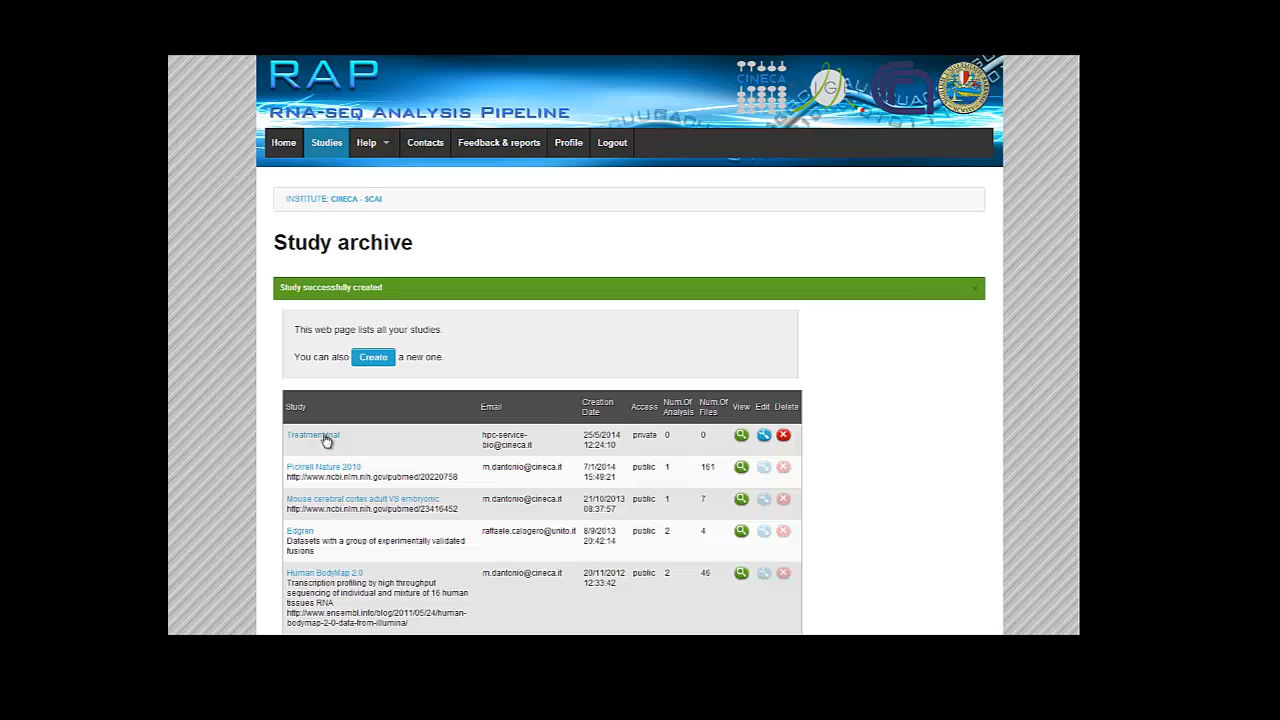 RAP
RNA-SEQ ANALYSIS PIPELINE
CINECA
Home Studies Help Contacts Feedback & reports Profile Logout
INSTITUTE: CINECA - SCAI
Study archive
Study successfully created ×
This web page lists all your studies.
You can also Create a new one.
Study Email Creation Date Access Num.Of Analysis Num.Of Files View Edit Delete
hpc-service-bio@cineca.it 25/5/2014 12:24:10 private 0 0
Pickrell Nature 2010 m.dantonio@cineca.it 7/1/2014 15:49:21 public 1 161
http://www.ncbi.nlm.nih.gov/pubmed/20220758
Mouse cerebral cortex adult VS embryonic m.dantonio@cineca.it 21/10/2013 08:37:57 public 1 7
http://www.ncbi.nlm.nih.gov/pubmed/23416452
Edgren raffaele.calogero@unito.it 8/9/2013 20:42:14 public 2 4
Datasets with a group of experimentally validated
fusions
Human BodyMap 2.0 m.dantonio@cineca.it 20/11/2012 12:33:42 public 2 46
Transcription profiling by high throughput
sequencing of individual and mixture of 16 human
tissues RNA
http://www.ensembl.info/blog/2011/05/24/human-
bodymap-2-0-data-from-illumina/